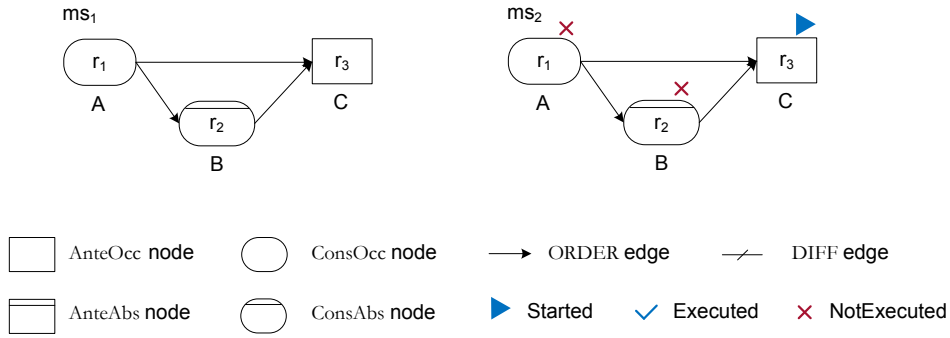 ms₁
r₁
A
r₂
B
r₃
C
ms₂
r₁
A
r₂
B
r₃
C
AnteOcc node
ConsOcc node
ORDER edge
DIFF edge
AnteAbs node
ConsAbs node
Started
Executed
NotExecuted